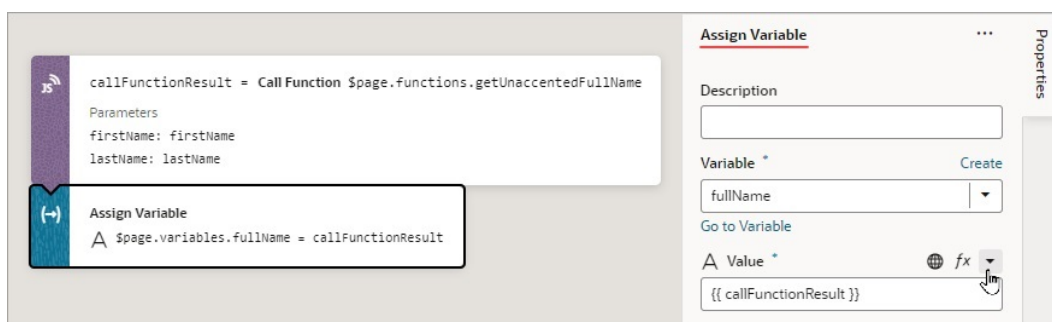 JS
callFunctionResult = Call Function $page.functions.getUnaccentedFullName
Parameters
firstName: firstName
lastName: lastName
Assign Variable
A $page.variables.fullName = callFunctionResult
Assign Variable
Properties
Description
Variable *
Create
fullName
Go to Variable
A Value *
fx
{{ callFunctionResult }}